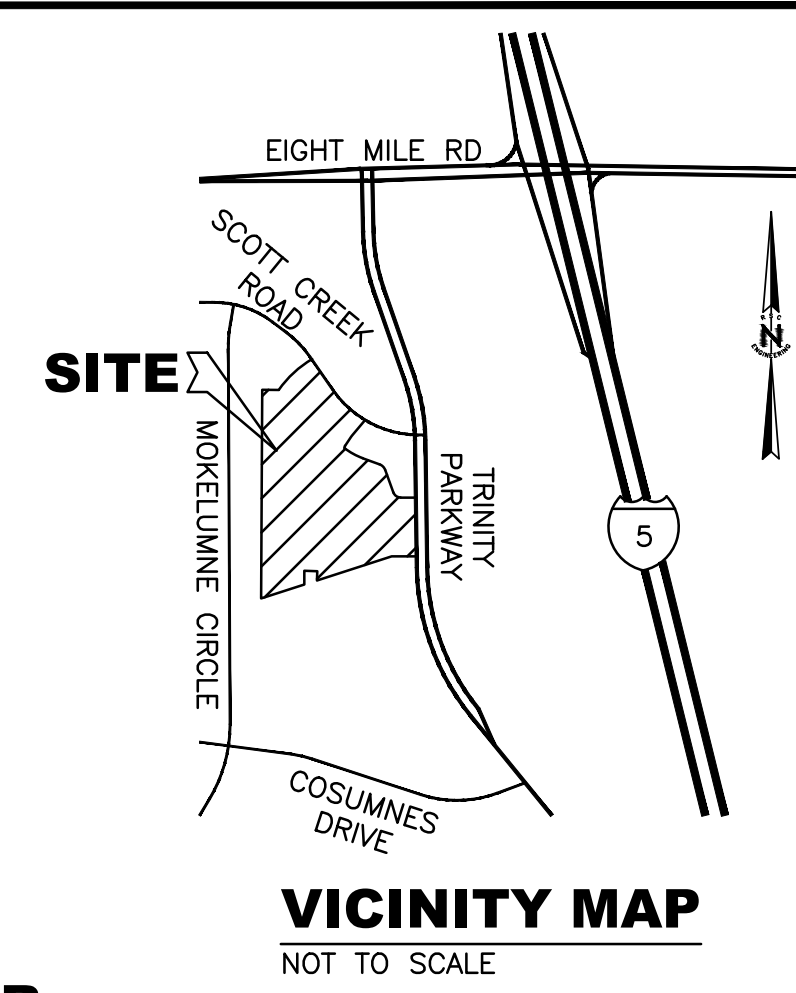 EIGHT MILE RD
SCOTT CREEK
ROAD
R S C
N
ENGINEERING
SITE
MOKELUMNE CIRCLE
TRINITY
PARKWAY
5
COSUMNES
DRIVE
VICINITY MAP
NOT TO SCALE